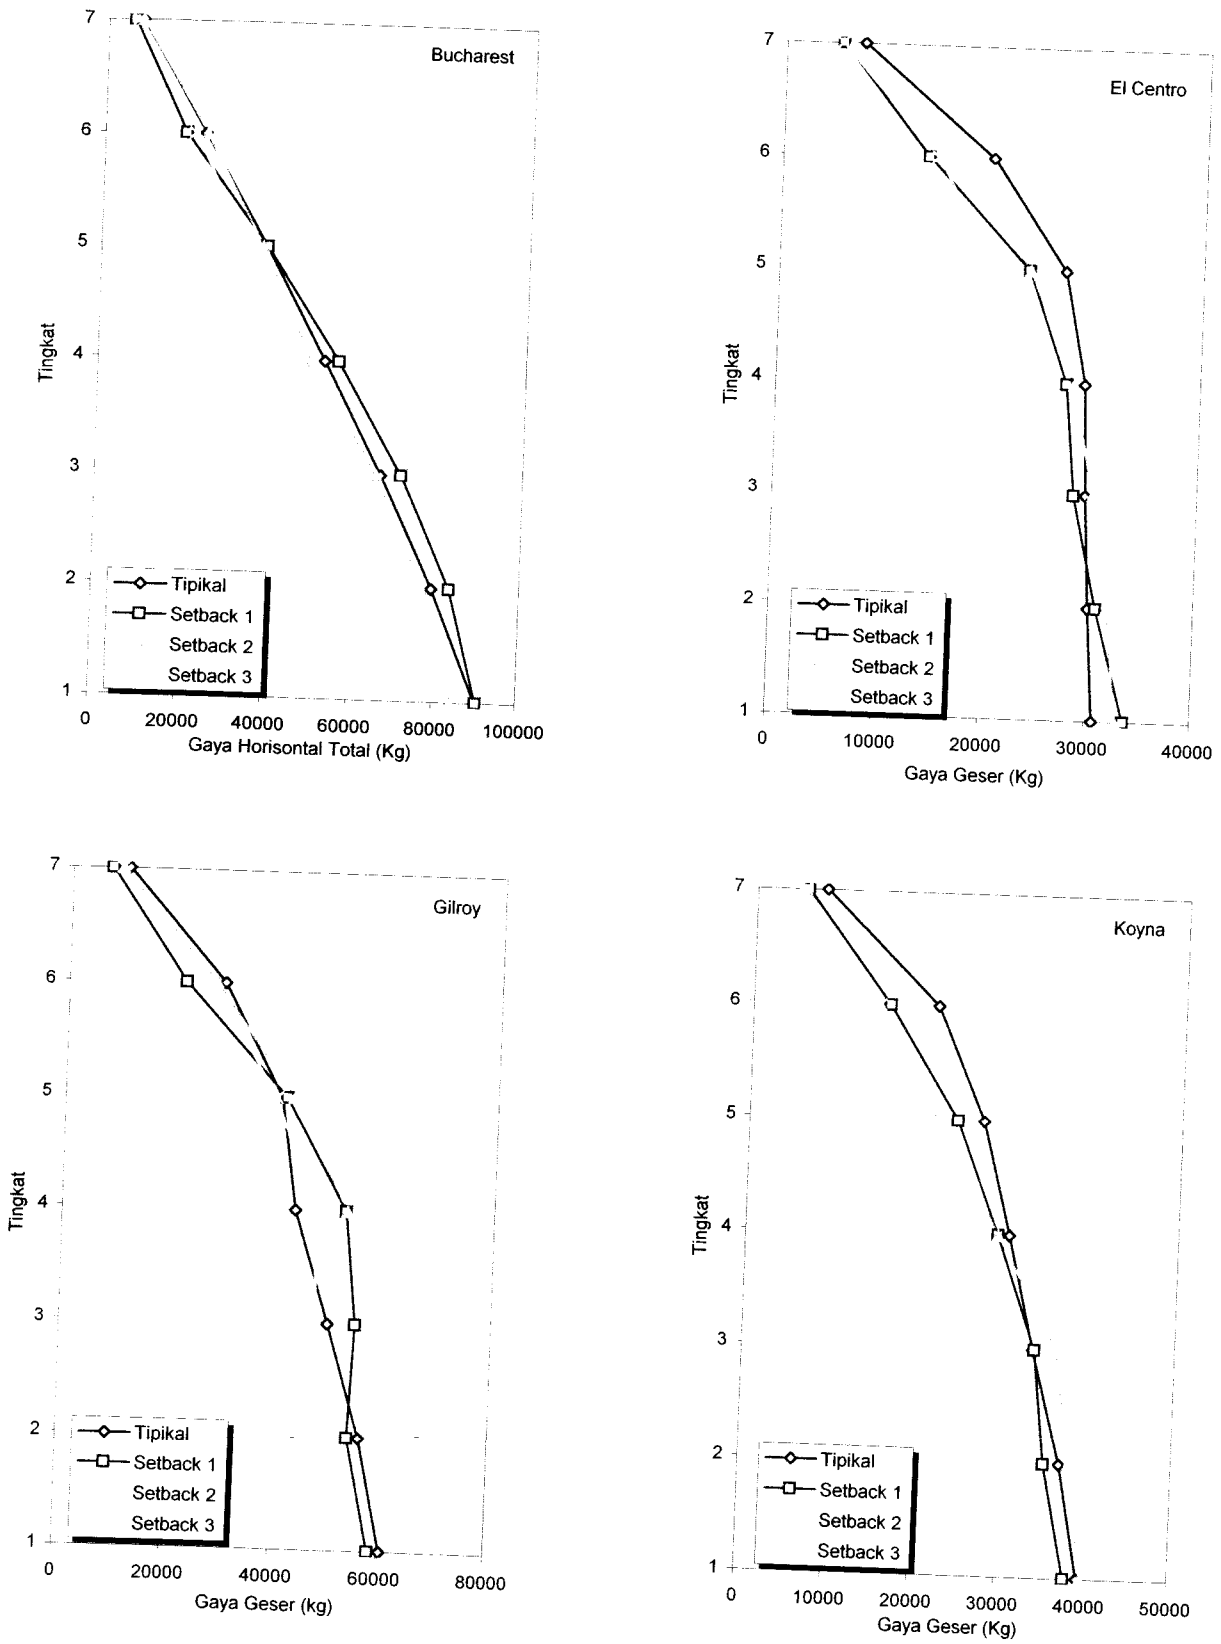 Bucharest
7
6
5
4
3
2
1
Tingkat
Tipikal
Setback 1
Setback 2
Setback 3
0 20000 40000 60000 80000 100000
Gaya Horisontal Total (Kg)
El Centro
7
6
5
4
3
2
1
Tingkat
Tipikal
Setback 1
Setback 2
Setback 3
0 10000 20000 30000 40000
Gaya Geser (Kg)
Gilroy
7
6
5
4
3
2
1
Tingkat
Tipikal
Setback 1
Setback 2
Setback 3
0 20000 40000 60000 80000
Gaya Geser (kg)
Koyna
7
6
5
4
3
2
1
Tingkat
Tipikal
Setback 1
Setback 2
Setback 3
0 10000 20000 30000 40000 50000
Gaya Geser (Kg)